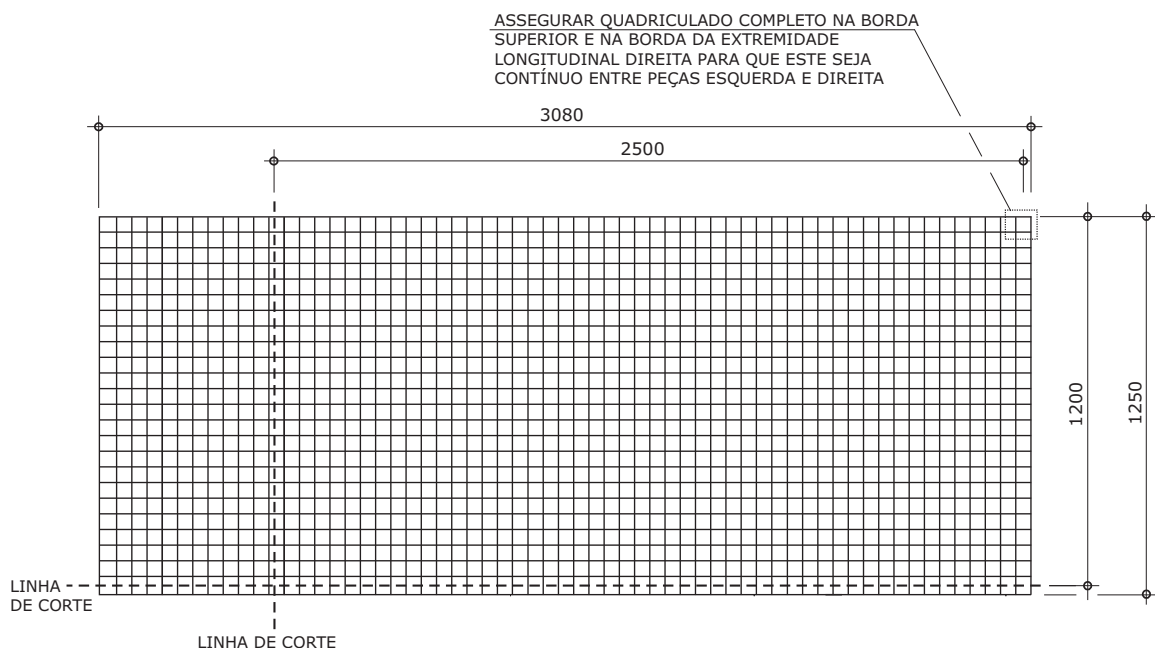 ASSEGURAR QUADRICULADO COMPLETO NA BORDA
SUPERIOR E NA BORDA DA EXTREMIDADE
LONGITUDINAL DIREITA PARA QUE ESTE SEJA
CONTÍNUO ENTRE PEÇAS ESQUERDA E DIREITA
3080
2500
1200
1250
LINHA
DE CORTE
LINHA DE CORTE